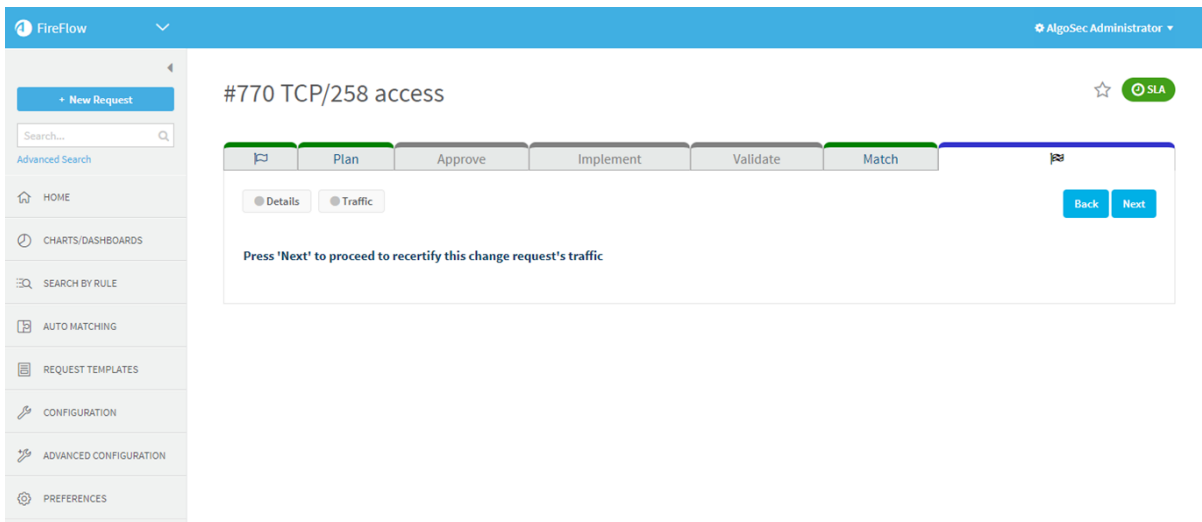 FireFlow
AlgoSec Administrator
+ New Request
Search...
Advanced Search
HOME
CHARTS/DASHBOARDS
SEARCH BY RULE
AUTO MATCHING
REQUEST TEMPLATES
CONFIGURATION
ADVANCED CONFIGURATION
PREFERENCES
#770 TCP/258 access
SLA
Plan
Approve
Implement
Validate
Match
Details
Traffic
Back
Next
Press 'Next' to proceed to recertify this change request's traffic